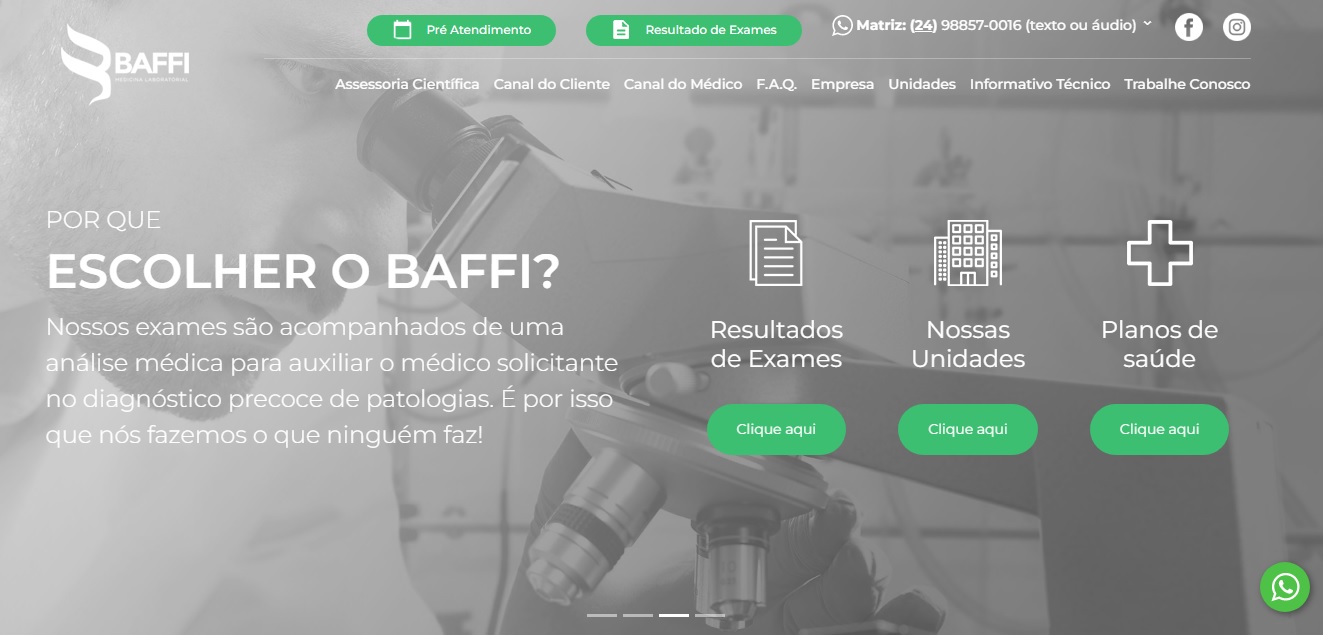 Pré Atendimento
Resultado de Exames
Matriz: (24) 98857-0016 (texto ou áudio)
BAFFI
MEDICINA LABORATORIAL
Assessoria Científica Canal do Cliente Canal do Médico F.A.Q. Empresa Unidades Informativo Técnico Trabalhe Conosco
POR QUE
ESCOLHER O BAFFI?
Nossos exames são acompanhados de uma
análise médica para auxiliar o médico solicitante
no diagnóstico precoce de patologias. É por isso
que nós fazemos o que ninguém faz!
Resultados
de Exames
Clique aqui
Nossas
Unidades
Clique aqui
Planos de
saúde
Clique aqui